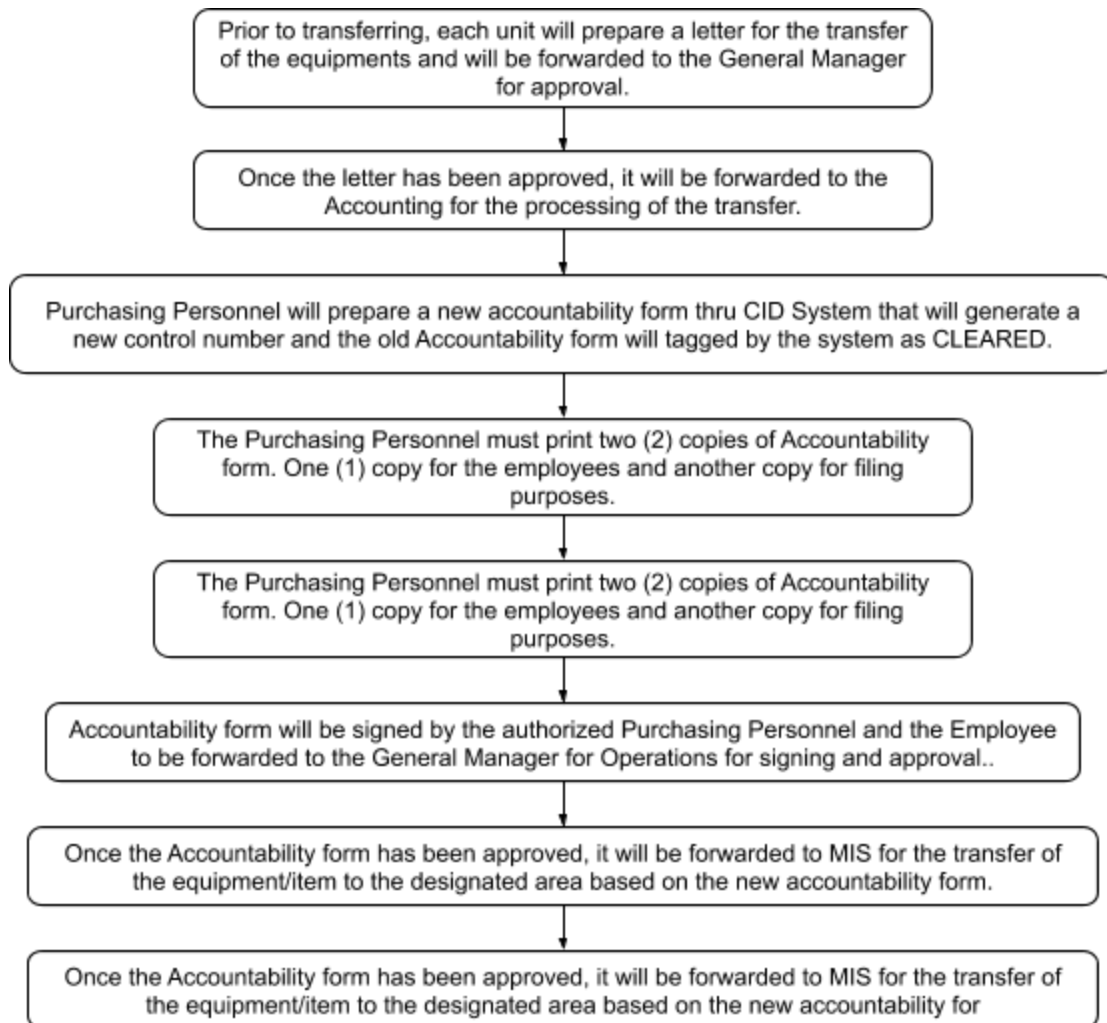 Prior to transferring, each unit will prepare a letter for the transfer
of the equipments and will be forwarded to the General Manager
for approval.
Once the letter has been approved, it will be forwarded to the
Accounting for the processing of the transfer.
Purchasing Personnel will prepare a new accountability form thru CID System that will generate a
new control number and the old Accountability form will tagged by the system as CLEARED.
The Purchasing Personnel must print two (2) copies of Accountability
form. One (1) copy for the employees and another copy for filing
purposes.
The Purchasing Personnel must print two (2) copies of Accountability
form. One (1) copy for the employees and another copy for filing
purposes.
Accountability form will be signed by the authorized Purchasing Personnel and the Employee
to be forwarded to the General Manager for Operations for signing and approval..
Once the Accountability form has been approved, it will be forwarded to MIS for the transfer of
the equipment/item to the designated area based on the new accountability form.
Once the Accountability form has been approved, it will be forwarded to MIS for the transfer of
the equipment/item to the designated area based on the new accountability for